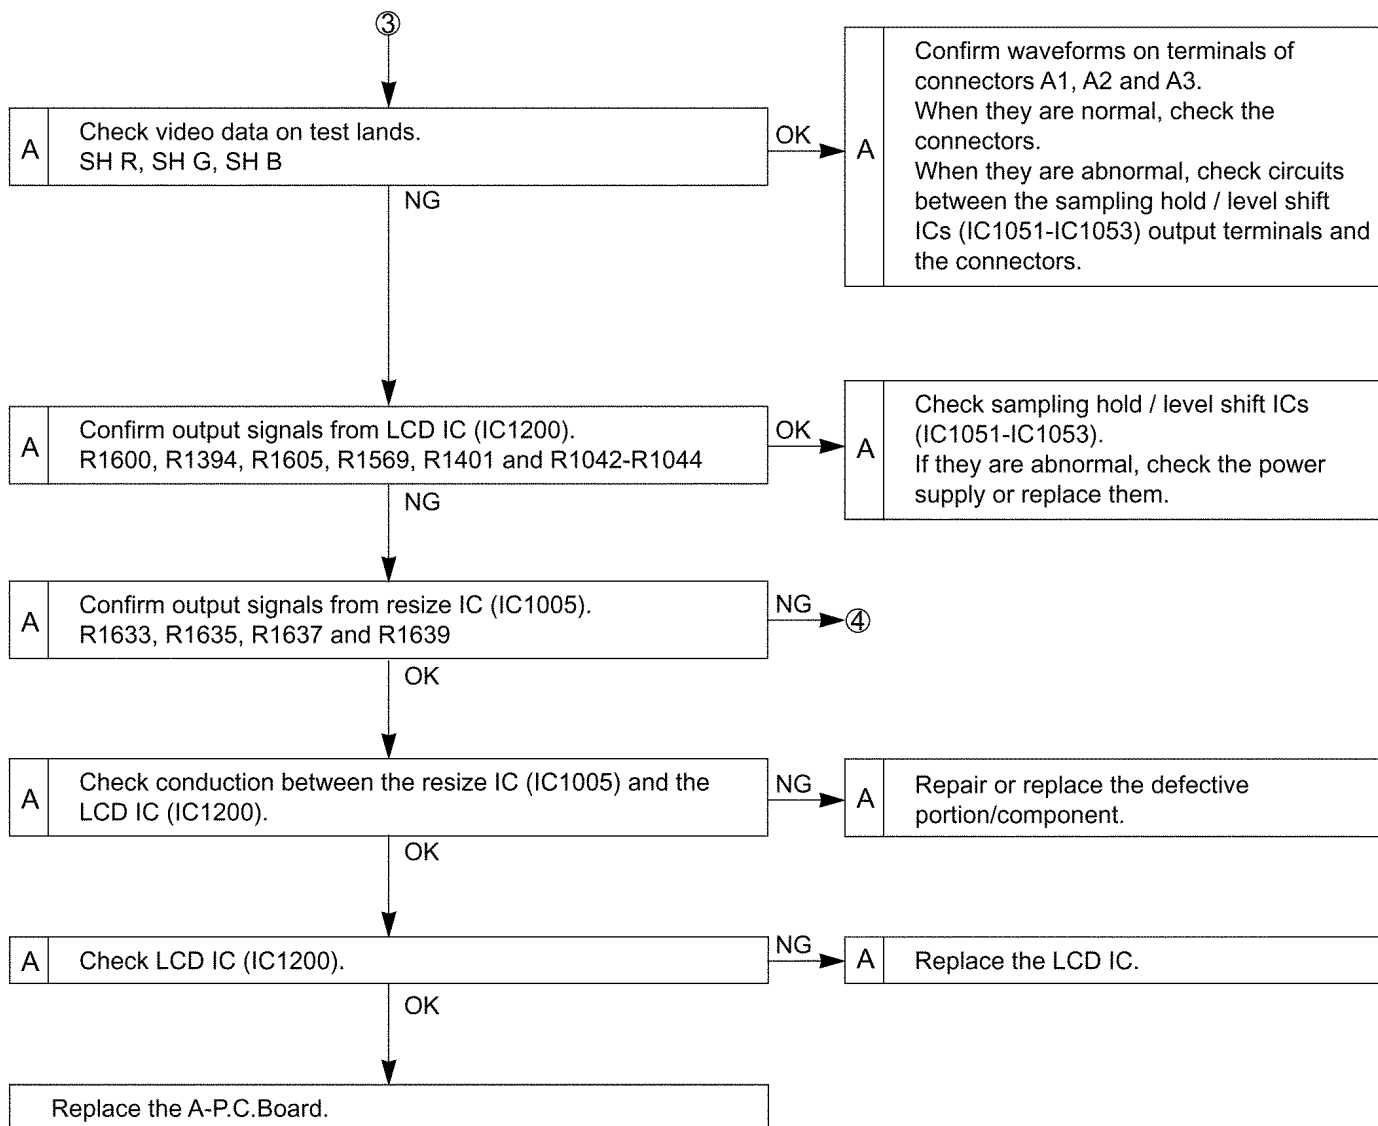 ③
A
Check video data on test lands.
SH R, SH G, SH B
OK
A
Confirm waveforms on terminals of
connectors A1, A2 and A3.
When they are normal, check the
connectors.
When they are abnormal, check circuits
between the sampling hold / level shift
ICs (IC1051-IC1053) output terminals and
the connectors.
NG
A
Confirm output signals from LCD IC (IC1200).
R1600, R1394, R1605, R1569, R1401 and R1042-R1044
OK
A
Check sampling hold / level shift ICs
(IC1051-IC1053).
If they are abnormal, check the power
supply or replace them.
NG
A
Confirm output signals from resize IC (IC1005).
R1633, R1635, R1637 and R1639
NG
④
OK
A
Check conduction between the resize IC (IC1005) and the
LCD IC (IC1200).
NG
A
Repair or replace the defective
portion/component.
OK
A
Check LCD IC (IC1200).
NG
A
Replace the LCD IC.
OK
Replace the A-P.C.Board.